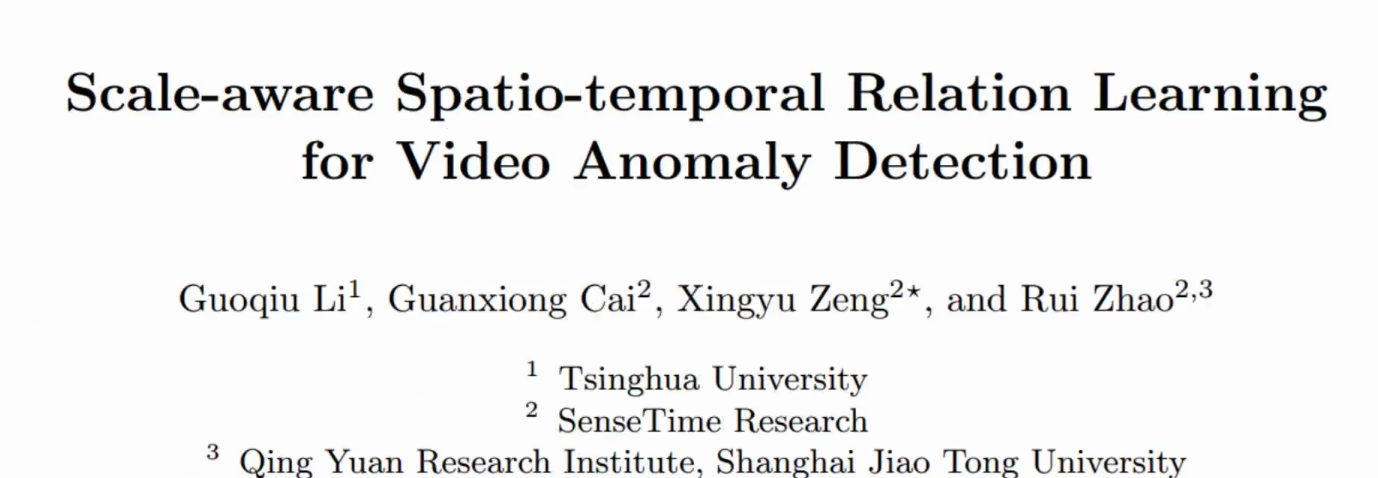 Scale-aware Spatio-temporal Relation Learning
for Video Anomaly Detection
Guoqiu Li¹, Guanxiong Cai², Xingyu Zeng²⋆, and Rui Zhao²,³
¹ Tsinghua University
² SenseTime Research
³ Qing Yuan Research Institute, Shanghai Jiao Tong University